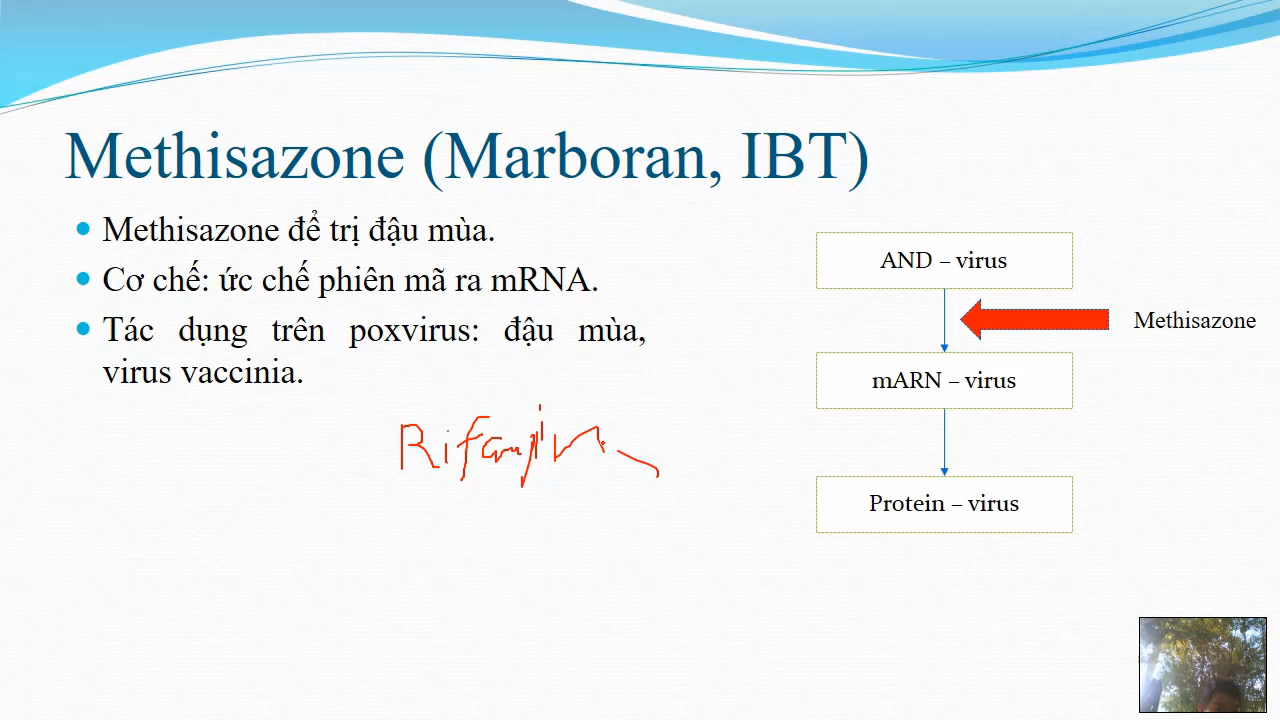 Methisazone (Marboran, IBT)
Methisazone để trị đậu mùa.
Cơ chế: ức chế phiên mã ra mRNA.
Tác dụng trên poxvirus: đậu mùa,
virus vaccinia.
AND – virus
Methisazone
mARN – virus
Protein – virus